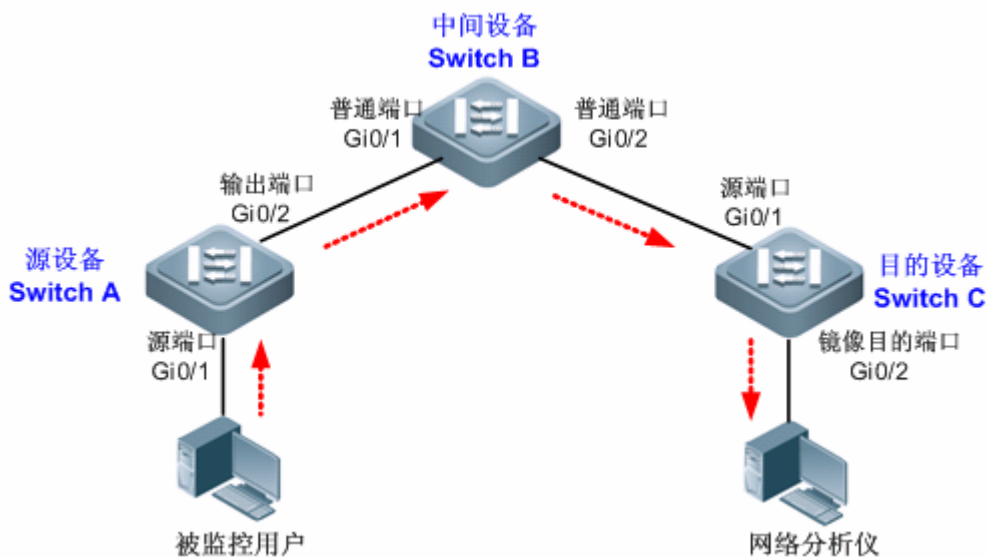 中间设备
Switch B
普通端口
Gi0/1
普通端口
Gi0/2
输出端口
Gi0/2
源端口
Gi0/1
源设备
Switch A
目的设备
Switch C
源端口
Gi0/1
镜像目的端口
Gi0/2
被监控用户
网络分析仪